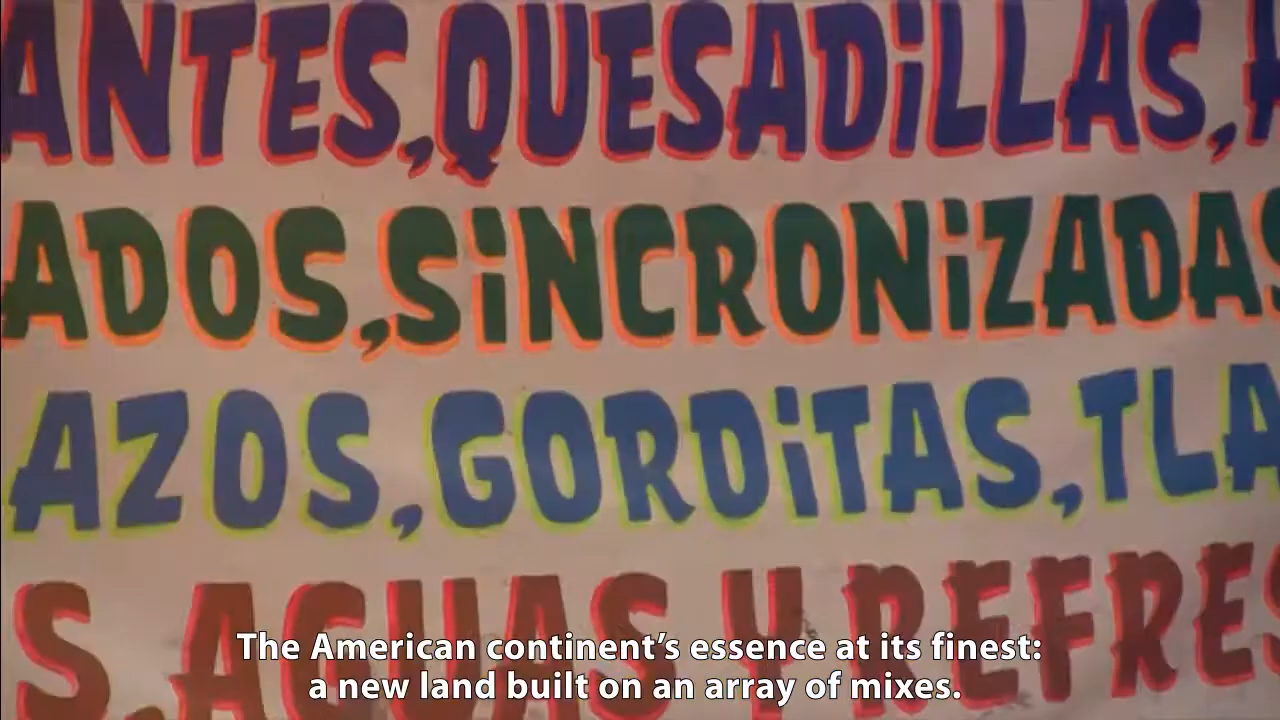 ANTES,QUESADiLLAS,
ADOS,SiNCRONiZADAS
AZOS,GORDiTAS,TLA
S,AGUAS Y REFRES
The American continent's essence at its finest:
a new land built on an array of mixes.